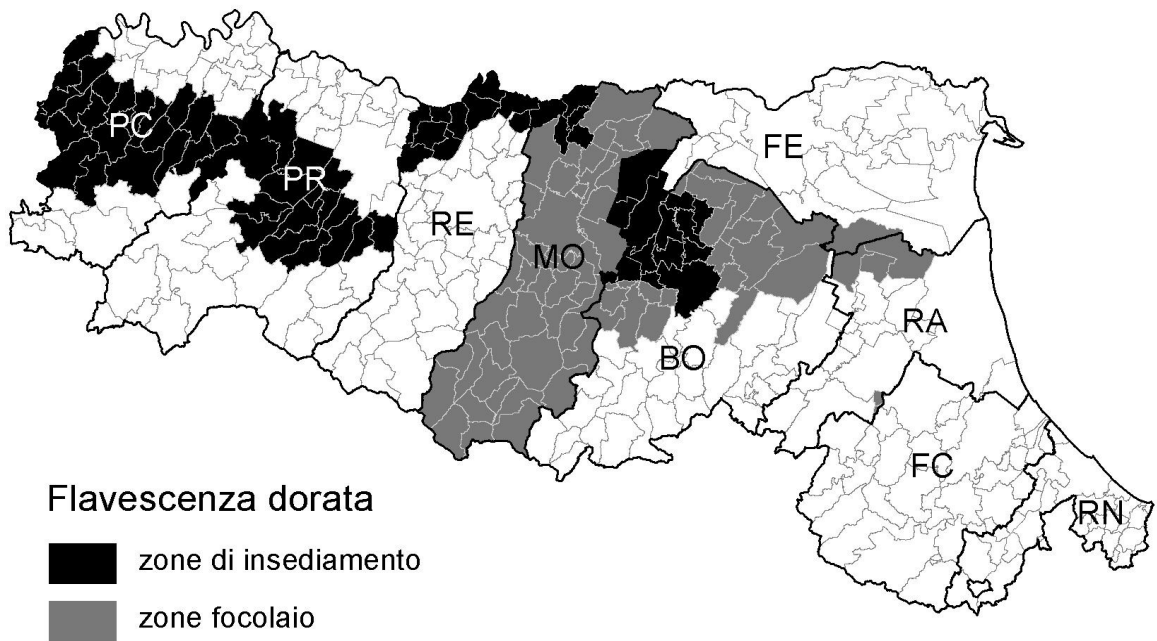 PC
FE
PR
RE
MO
RA
BO
FC
RN
Flavescenza dorata
zone di insediamento
zone focolaio